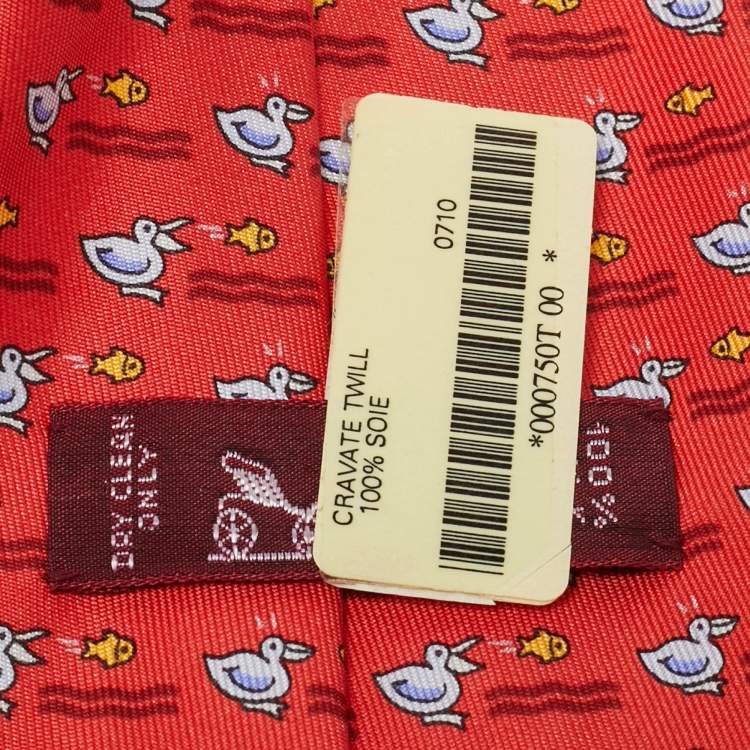 CRAVATE TWILL
100% SOIE
0710
*000750T 00 *
DRY CLEAN
ONLY
100
%